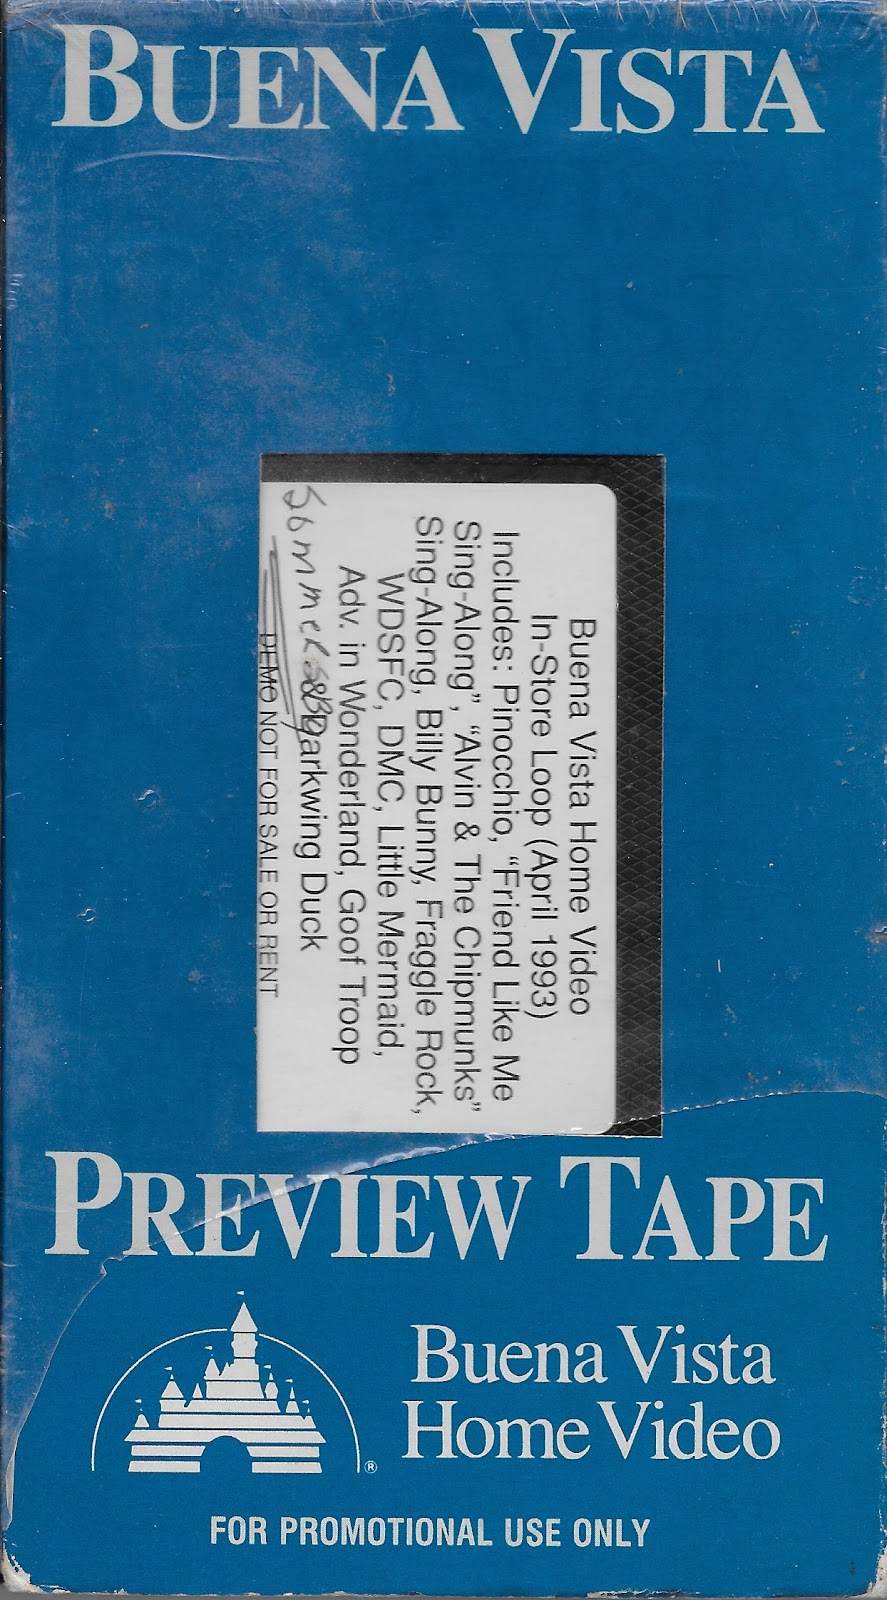 BUENA VISTA
Buena Vista Home Video
In-Store Loop (April 1993)
Includes: Pinocchio, "Friend Like Me
Sing-Along", "Alvin & The Chipmunks"
Sing-Along, Billy Bunny, Fraggle Rock,
WDSFC, DMC, Little Mermaid,
Adv. in Wonderland, Goof Troop
& Darkwing Duck
DEMO NOT FOR SALE OR RENT
PREVIEW TAPE
Buena Vista
Home Video
®
FOR PROMOTIONAL USE ONLY